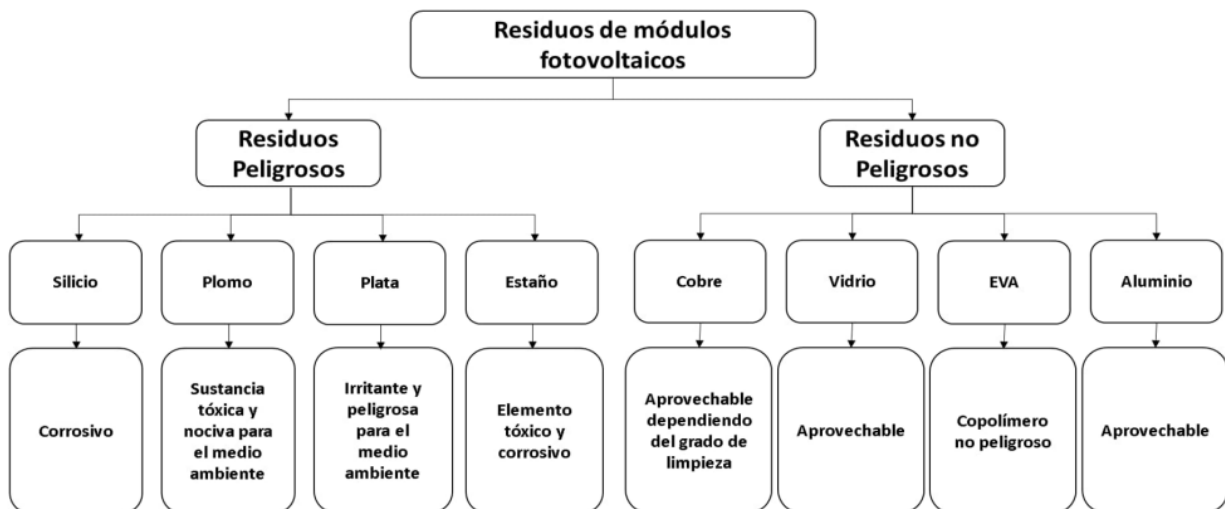 Residuos de módulos
fotovoltaicos
Residuos
Peligrosos
Residuos no
Peligrosos
Silicio
Plomo
Plata
Estaño
Cobre
Vidrio
EVA
Aluminio
Corrosivo
Sustancia
tóxica y
nociva para
el medio
ambiente
Irritante y
peligrosa
para el
medio
ambiente
Elemento
tóxico y
corrosivo
Aprovechable
dependiendo
del grado de
limpieza
Aprovechable
Copolímero
no peligroso
Aprovechable